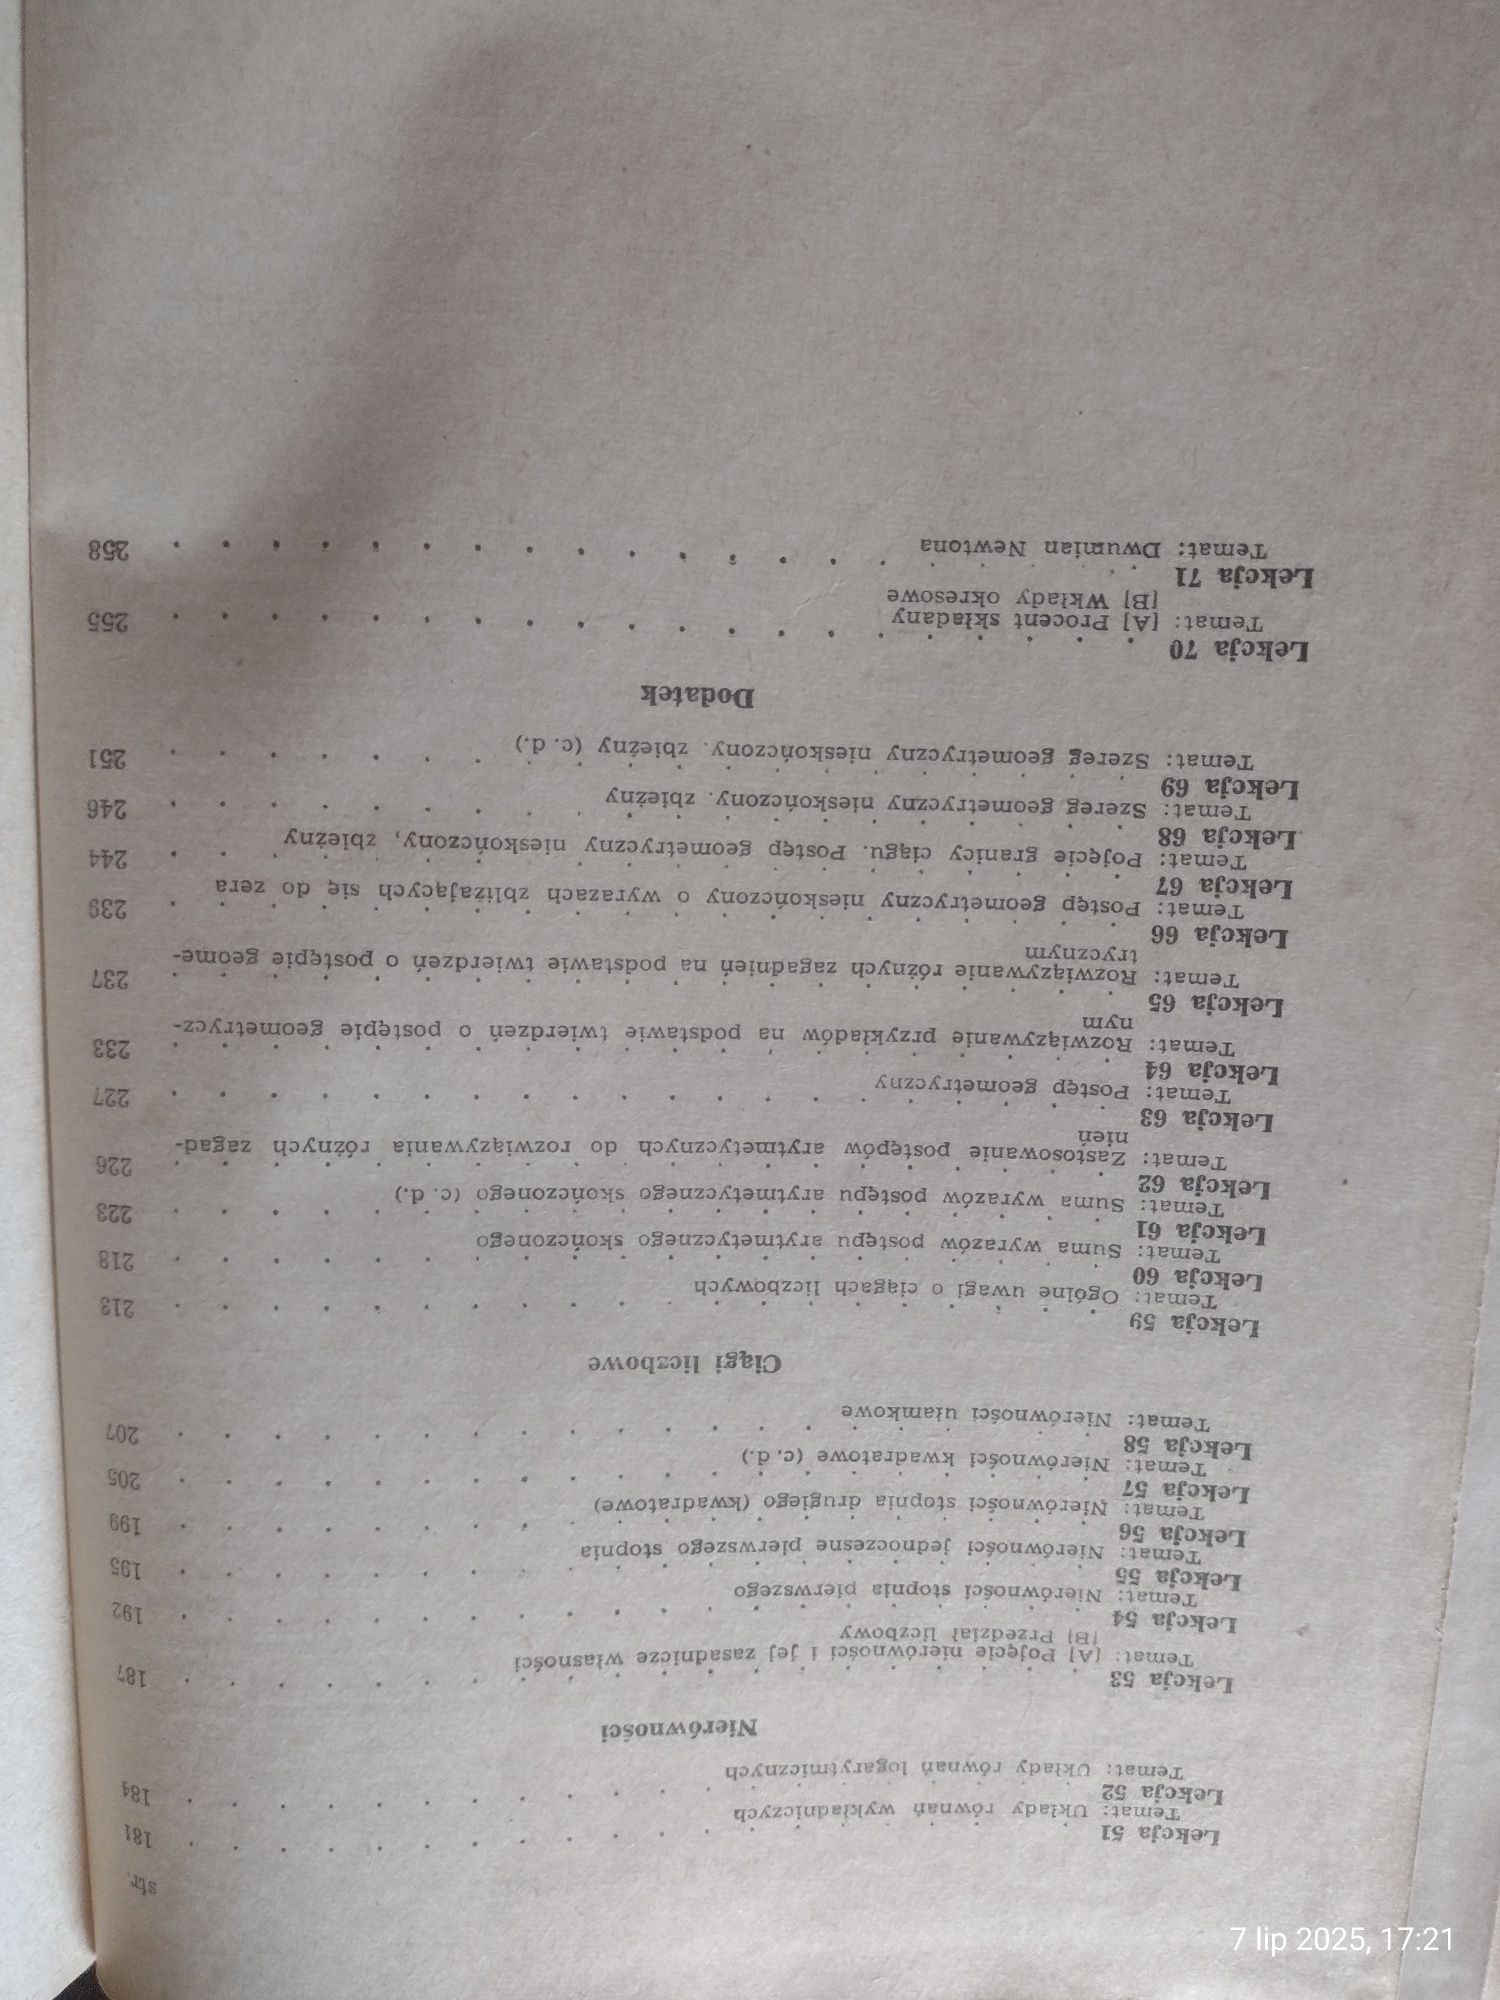 str.
Lekcja 51 . . . . . . . . . . . . . . . . . . . 181
Temat: Układy równań wykładniczych
Lekcja 52 . . . . . . . . . . . . . . . . . . . 184
Temat: Układy równań logarytmicznych
Nierówności
Lekcja 53 . . . . . . . . . . . . . . . . . . . 187
Temat: [A] Pojęcie nierówności i jej zasadnicze własności
[B] Przedział liczbowy
Lekcja 54 . . . . . . . . . . . . . . . . . . . 192
Temat: Nierówności stopnia pierwszego
Lekcja 55 . . . . . . . . . . . . . . . . . . . 195
Temat: Nierówności jednoczesne pierwszego stopnia
Lekcja 56 . . . . . . . . . . . . . . . . . . . 199
Temat: Nierówności stopnia drugiego (kwadratowe)
Lekcja 57 . . . . . . . . . . . . . . . . . . . 205
Temat: Nierówności kwadratowe (c. d.)
Lekcja 58 . . . . . . . . . . . . . . . . . . . 207
Temat: Nierówności ułamkowe
Ciągi liczbowe
Lekcja 59 . . . . . . . . . . . . . . . . . . . 213
Temat: Ogólne uwagi o ciągach liczbowych
Lekcja 60 . . . . . . . . . . . . . . . . . . . 218
Temat: Suma wyrazów postępu arytmetycznego skończonego
Lekcja 61 . . . . . . . . . . . . . . . . . . . 223
Temat: Suma wyrazów postępu arytmetycznego skończonego (c. d.)
Lekcja 62 . . . . . . . . . . . . . . . . . . . 226
Temat: Zastosowanie postępów arytmetycznych do rozwiązywania różnych zagad-
nień
Lekcja 63 . . . . . . . . . . . . . . . . . . . 227
Temat: Postęp geometryczny
Lekcja 64 . . . . . . . . . . . . . . . . . . . 233
Temat: Rozwiązywanie przykładów na podstawie twierdzeń o postępie geometrycz-
nym
Lekcja 65 . . . . . . . . . . . . . . . . . . . 237
Temat: Rozwiązywanie różnych zagadnień na podstawie twierdzeń o postępie geome-
trycznym
Lekcja 66 . . . . . . . . . . . . . . . . . . . 239
Temat: Postęp geometryczny nieskończony o wyrazach zbliżających się do zera
Lekcja 67 . . . . . . . . . . . . . . . . . . . 244
Temat: Pojęcie granicy ciągu. Postęp geometryczny nieskończony, zbieżny
Lekcja 68 . . . . . . . . . . . . . . . . . . . 246
Temat: Szereg geometryczny nieskończony. zbieżny
Lekcja 69 . . . . . . . . . . . . . . . . . . . 251
Temat: Szereg geometryczny nieskończony. zbieżny (c. d.)
Dodatek
Lekcja 70 . . . . . . . . . . . . . . . . . . . 255
Temat: [A] Procent składany
[B] Wkłady okresowe
Lekcja 71 . . . . . . . . . . . . . . . . . . . 258
Temat: Dwumian Newtona
7 lip 2025, 17:21